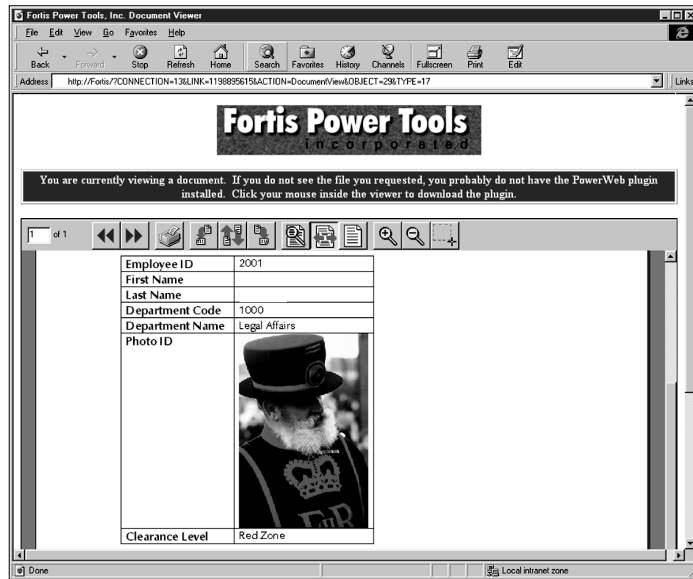 Fortis Power Tools, Inc. Document Viewer
File Edit View Go Favorites Help
Back Forward Stop Refresh Home Search Favorites History Channels Fullscreen Print Edit
Address http://Fortis/?CONNECTION=13&LINK=1198895615&ACTION=DocumentView&OBJECT=29&TYPE=17 Links
Fortis Power Tools
incorporated
You are currently viewing a document. If you do not see the file you requested, you probably do not have the PowerWeb plugin
installed. Click your mouse inside the viewer to download the plugin.
1 of 1
Employee ID 2001
First Name
Last Name
Department Code 1000
Department Name Legal Affairs
Photo ID
EIIR
Clearance Level Red Zone
Done Local intranet zone